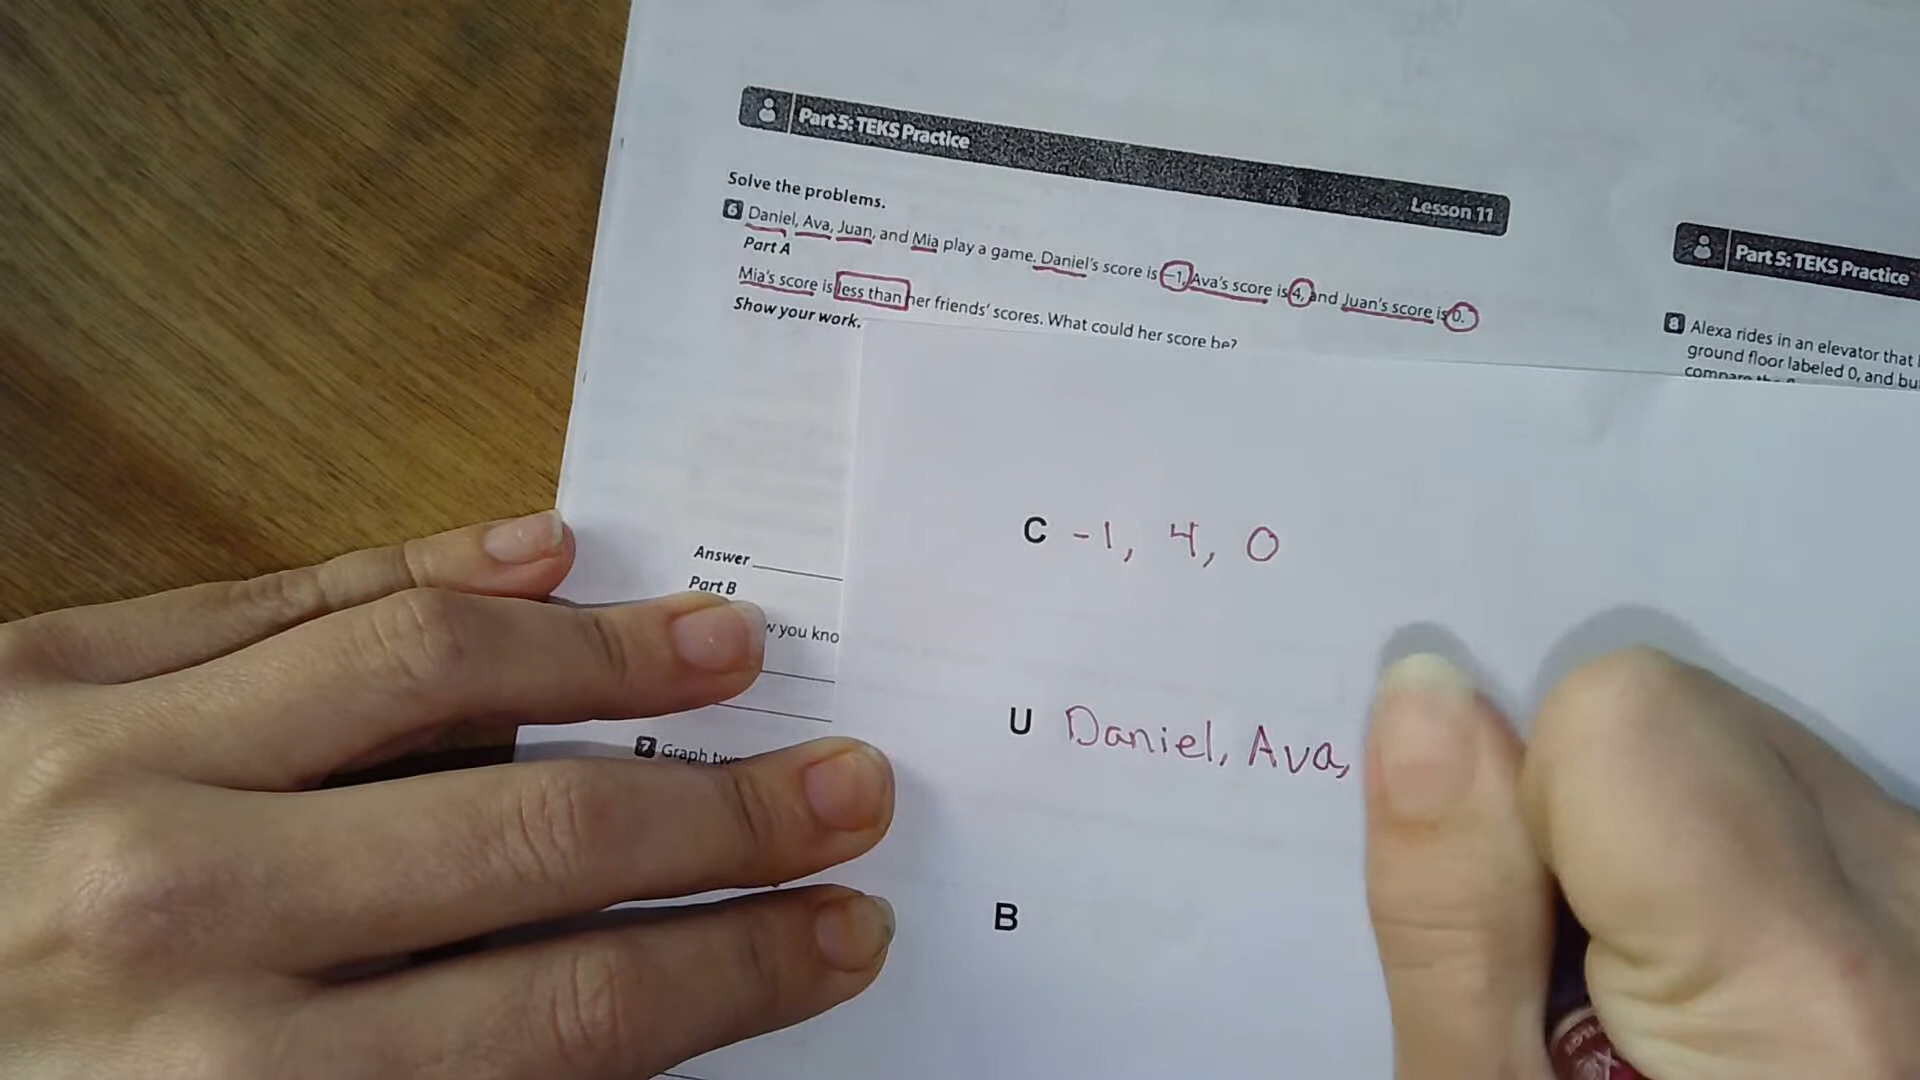 Part 5: TEKS Practice
Lesson 11
Solve the problems.
6 Daniel, Ava, Juan, and Mia play a game. Daniel's score is -1, Ava's score is 4, and Juan's score is 0.
Part A
Mia's score is less than her friends' scores. What could her score be?
Show your work.
Answer
Part B
you kno
7 Graph tw
C -1, 4, 0
U Daniel, Ava,
B
Part 5: TEKS Practice
8 Alexa rides in an elevator that
ground floor labeled 0, and bu
compare